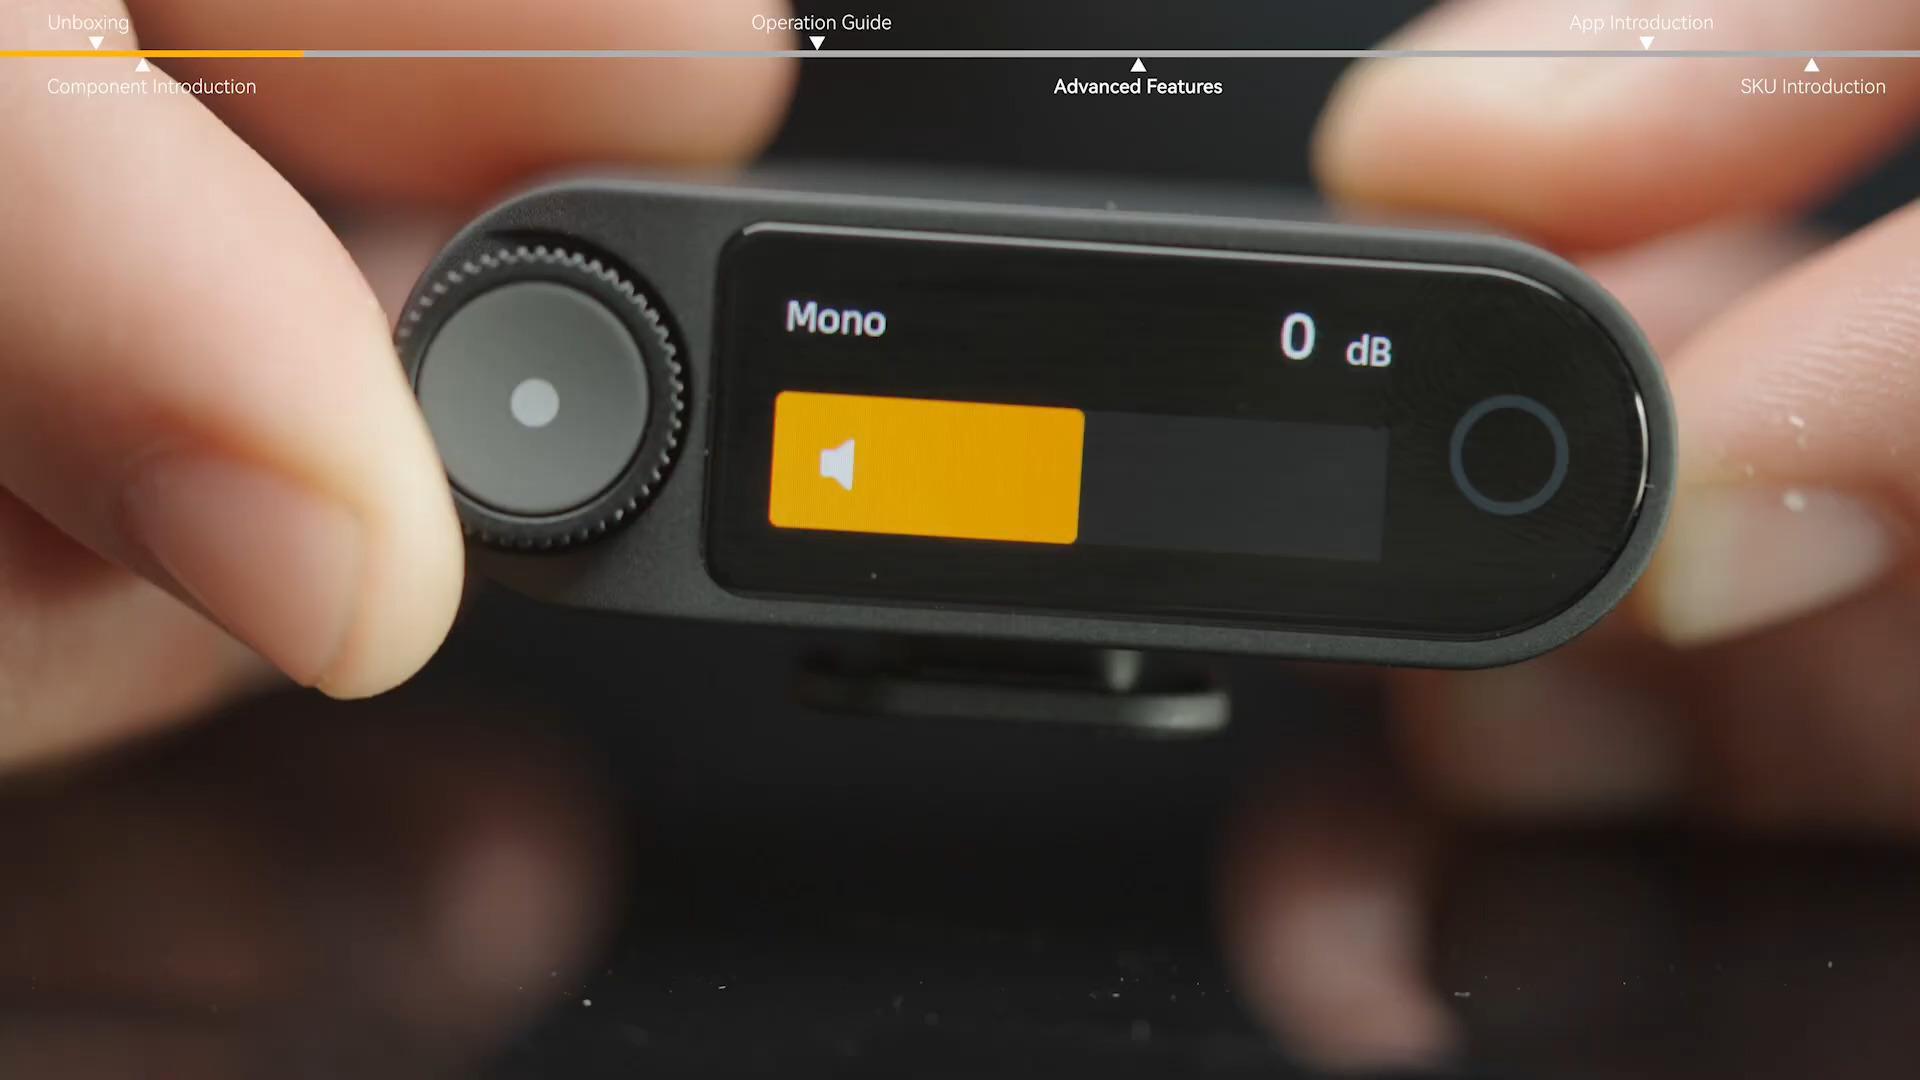 Unboxing
Operation Guide
App Introduction
Component Introduction
Advanced Features
SKU Introduction
Mono
0 dB